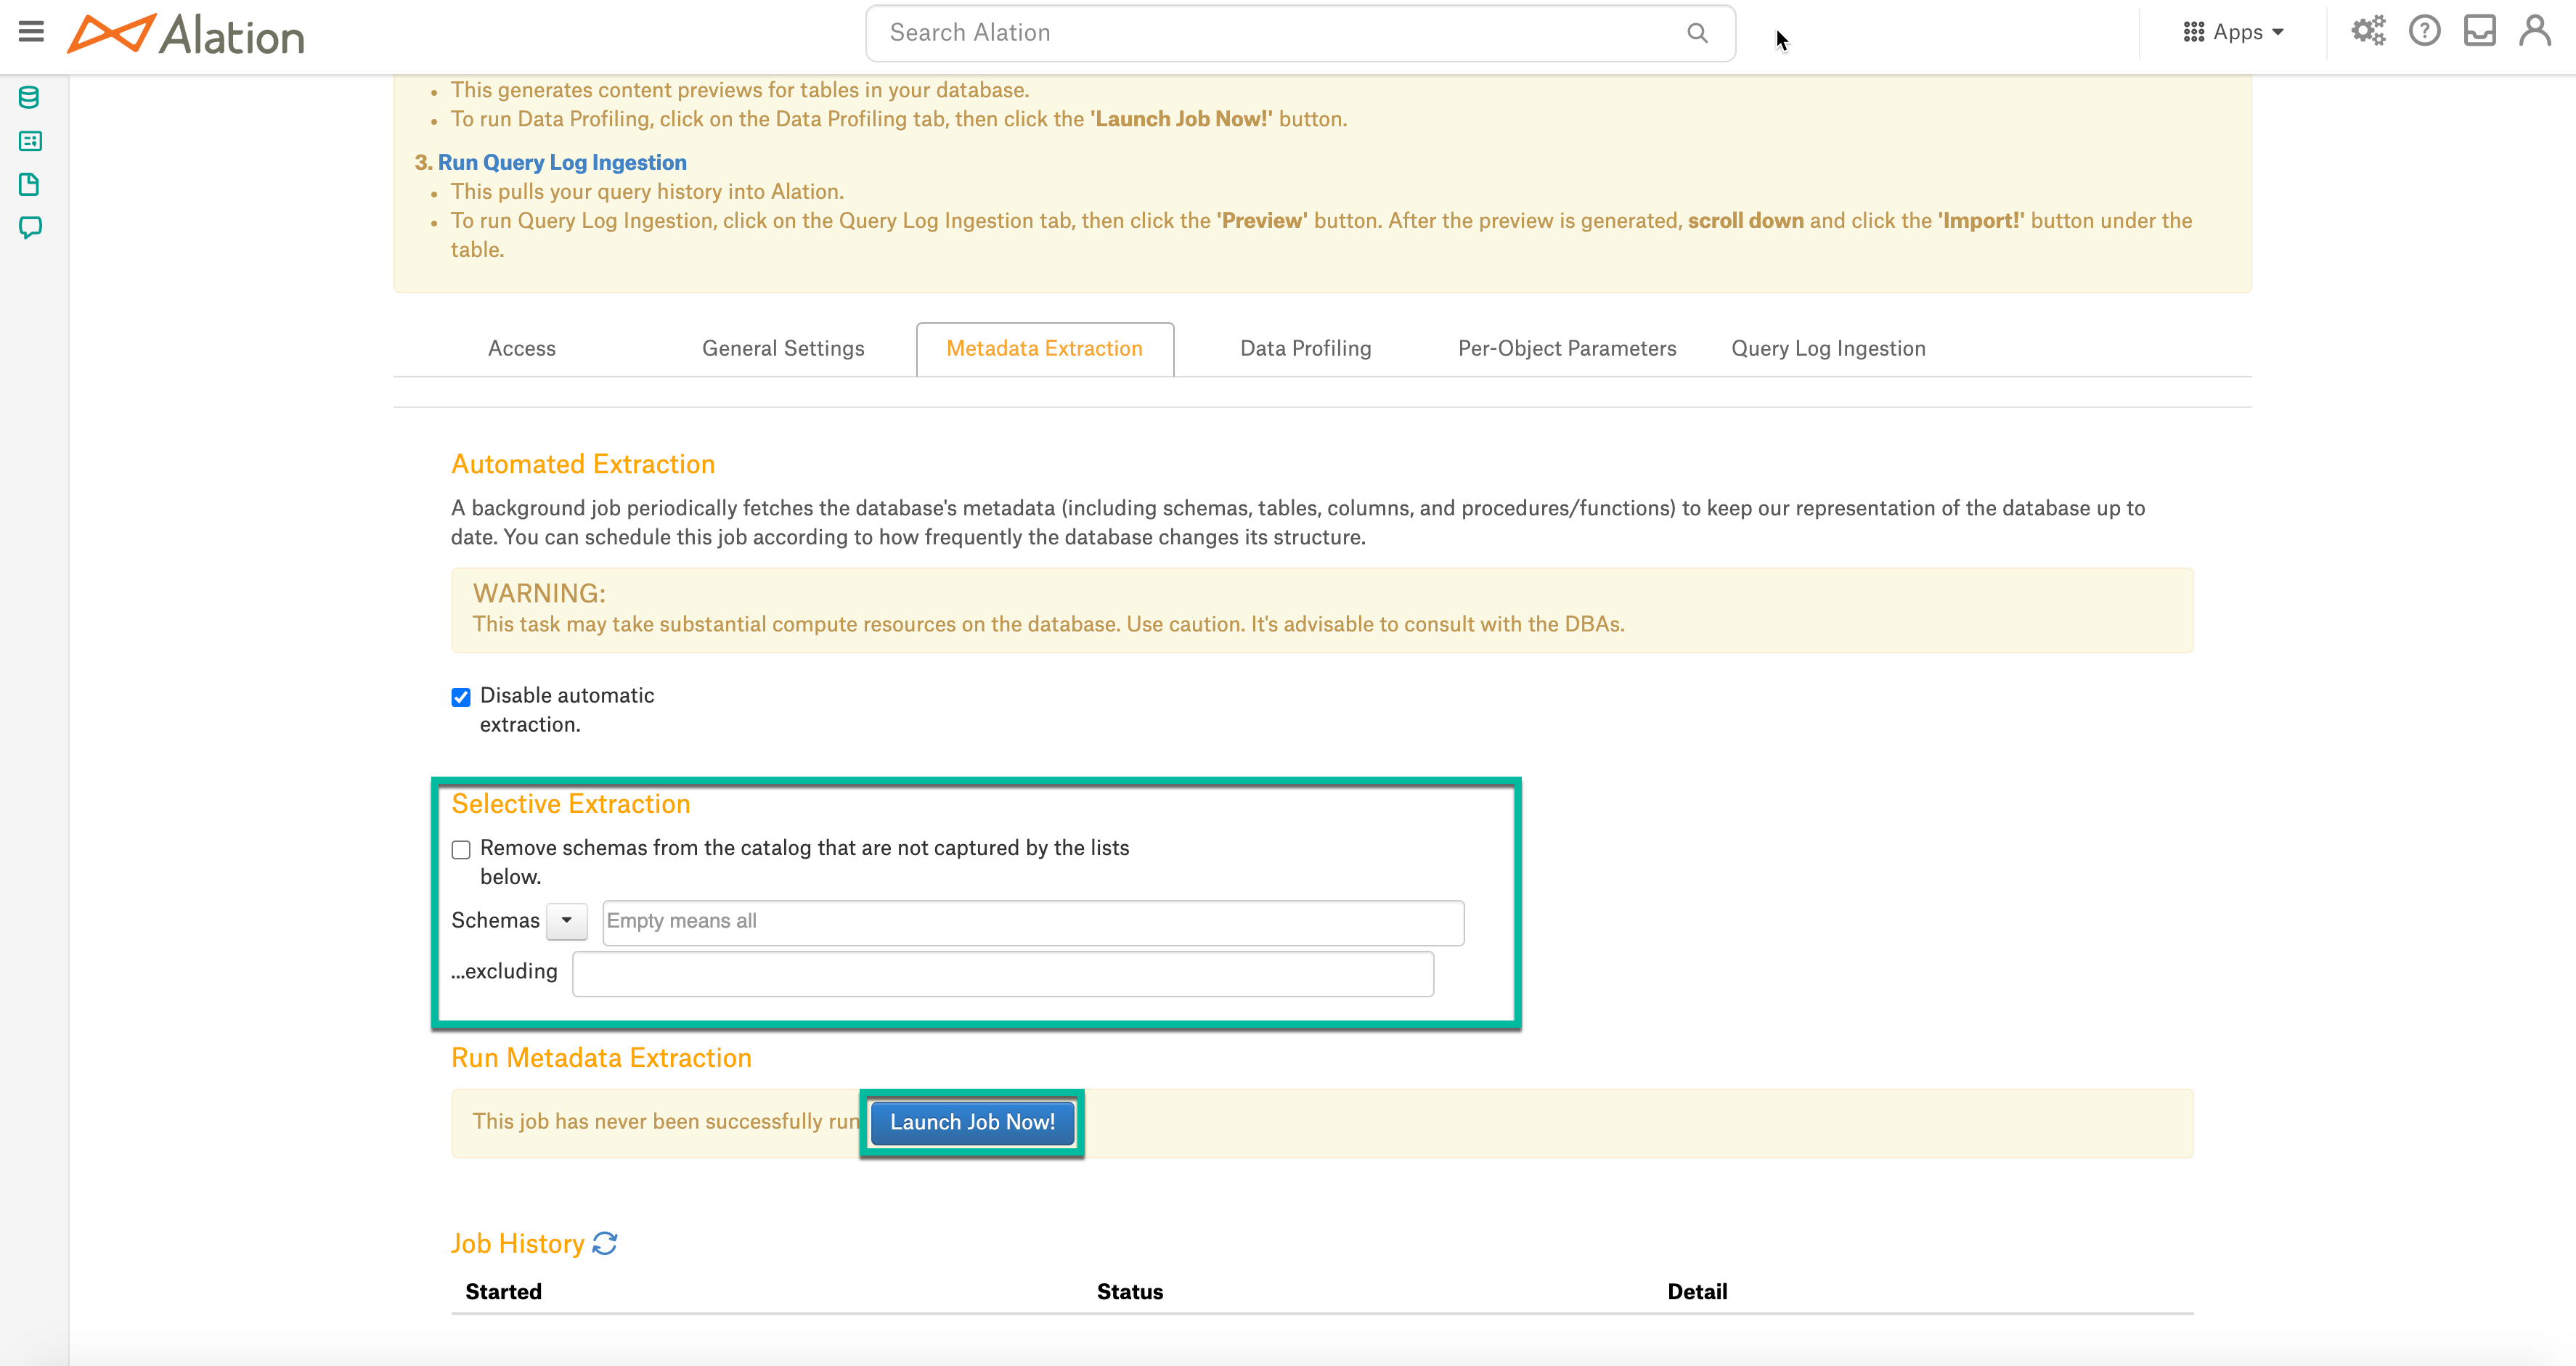 Alation
Search Alation
Apps
• This generates content previews for tables in your database.
• To run Data Profiling, click on the Data Profiling tab, then click the 'Launch Job Now!' button.
3. Run Query Log Ingestion
• This pulls your query history into Alation.
• To run Query Log Ingestion, click on the Query Log Ingestion tab, then click the 'Preview' button. After the preview is generated, scroll down and click the 'Import!' button under the
table.
Access
General Settings
Metadata Extraction
Data Profiling
Per-Object Parameters
Query Log Ingestion
Automated Extraction
A background job periodically fetches the database's metadata (including schemas, tables, columns, and procedures/functions) to keep our representation of the database up to
date. You can schedule this job according to how frequently the database changes its structure.
WARNING:
This task may take substantial compute resources on the database. Use caution. It's advisable to consult with the DBAs.
Disable automatic
extraction.
Selective Extraction
Remove schemas from the catalog that are not captured by the lists
below.
Schemas
Empty means all
...excluding
Run Metadata Extraction
This job has never been successfully run
Launch Job Now!
Job History
Started
Status
Detail